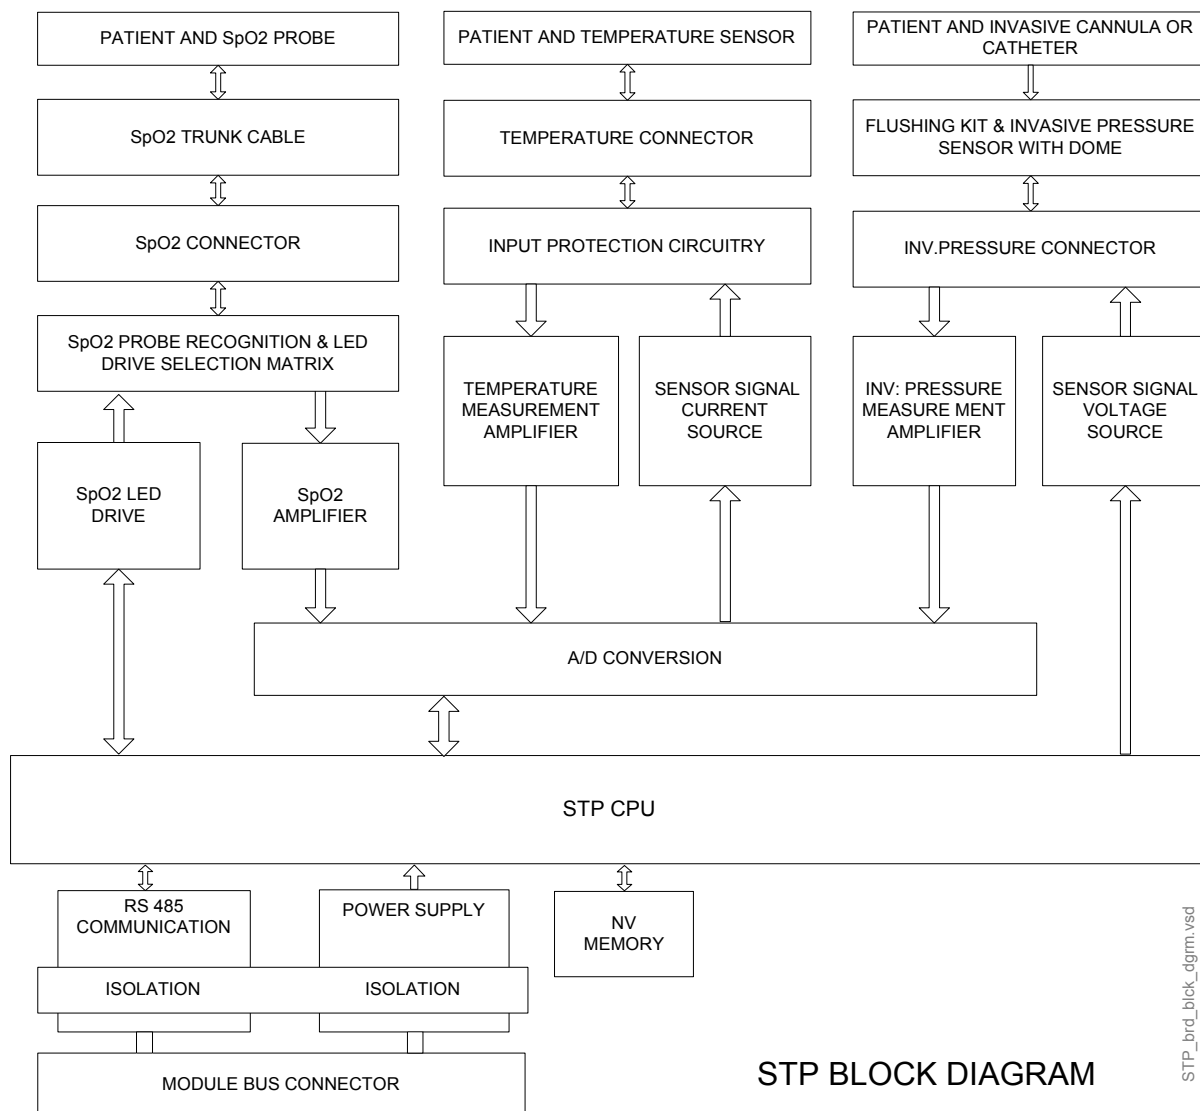 PATIENT AND SpO2 PROBE
PATIENT AND TEMPERATURE SENSOR
PATIENT AND INVASIVE CANNULA OR
CATHETER
SpO2 TRUNK CABLE
TEMPERATURE CONNECTOR
FLUSHING KIT & INVASIVE PRESSURE
SENSOR WITH DOME
SpO2 CONNECTOR
INPUT PROTECTION CIRCUITRY
INV.PRESSURE CONNECTOR
SpO2 PROBE RECOGNITION & LED
DRIVE SELECTION MATRIX
TEMPERATURE
MEASUREMENT
AMPLIFIER
SENSOR SIGNAL
CURRENT
SOURCE
INV: PRESSURE
MEASURE MENT
AMPLIFIER
SENSOR SIGNAL
VOLTAGE
SOURCE
SpO2 LED
DRIVE
SpO2
AMPLIFIER
A/D CONVERSION
STP CPU
RS 485
COMMUNICATION
POWER SUPPLY
NV
MEMORY
ISOLATION
ISOLATION
MODULE BUS CONNECTOR
STP BLOCK DIAGRAM
STP_brd_blck_dgrm.vsd